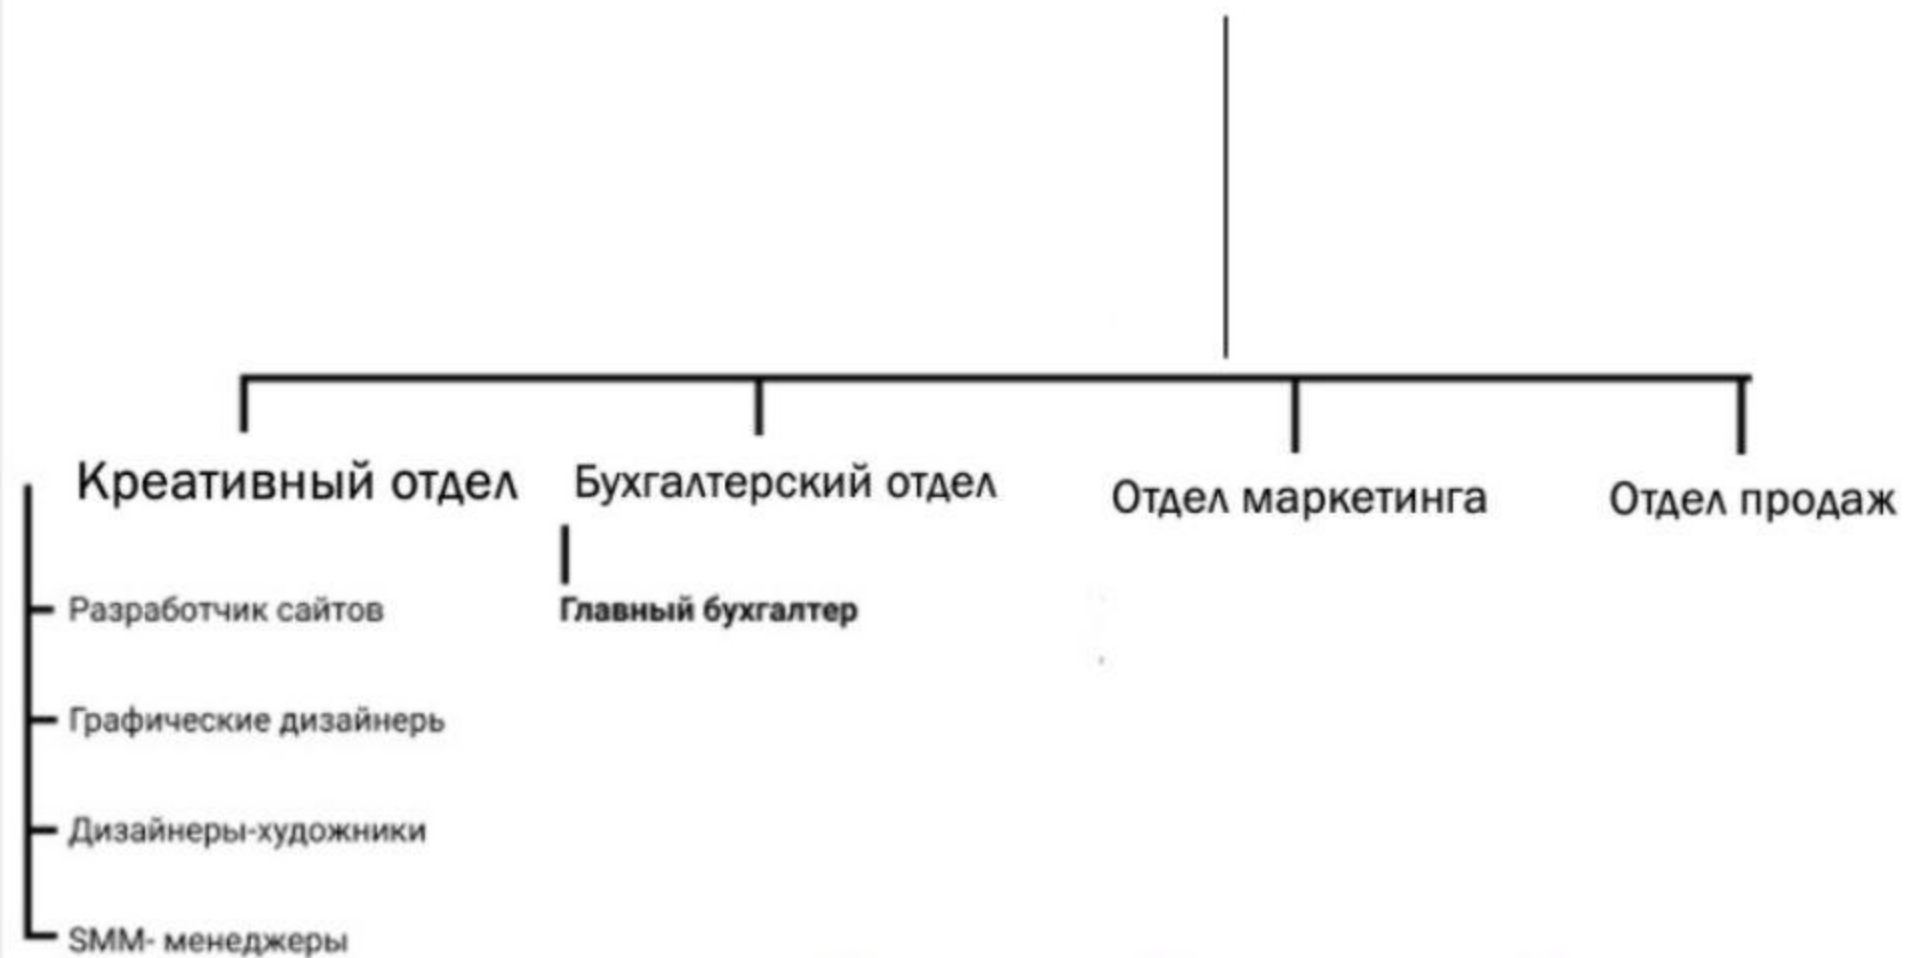 Креативный отдел
Бухгалтерский отдел
Отдел маркетинга
Отдел продаж
Разработчик сайтов
Главный бухгалтер
Графические дизайнерь
Дизайнеры-художники
SMM- менеджеры